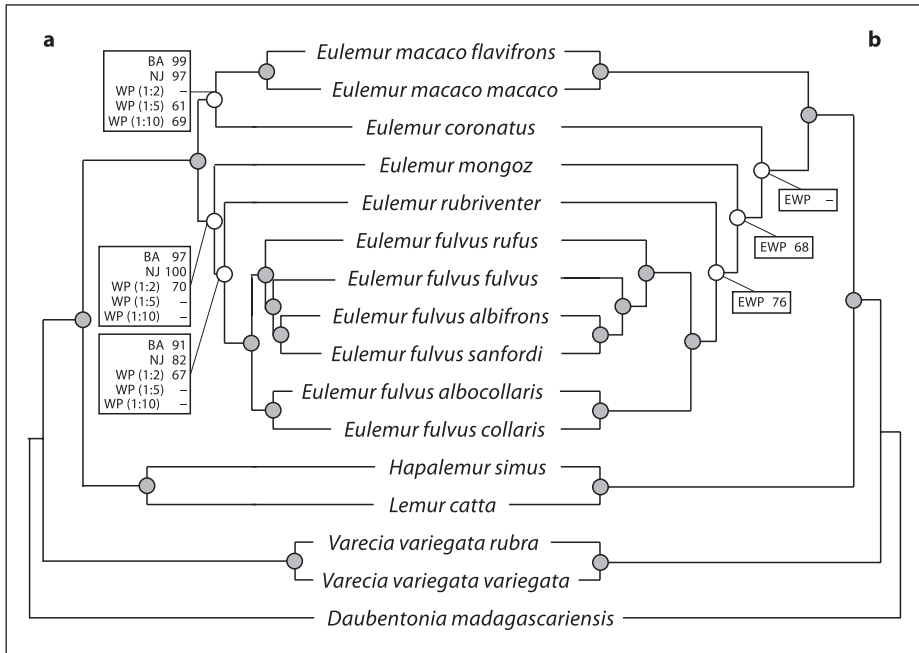 a
b
BA 99
NJ 97
WP (1:2) –
WP (1:5) 61
WP (1:10) 69
Eulemur macaco flavifrons
Eulemur macaco macaco
Eulemur coronatus
Eulemur mongoz
Eulemur rubriventer
Eulemur fulvus rufus
Eulemur fulvus fulvus
Eulemur fulvus albifrons
Eulemur fulvus sanfordi
Eulemur fulvus albocollaris
Eulemur fulvus collaris
Hapalemur simus
Lemur catta
Varecia variegata rubra
Varecia variegata variegata
Daubentonia madagascariensis
BA 97
NJ 100
WP (1:2) 70
WP (1:5) –
WP (1:10) –
BA 91
NJ 82
WP (1:2) 67
WP (1:5) –
WP (1:10) –
EWP –
EWP 68
EWP 76